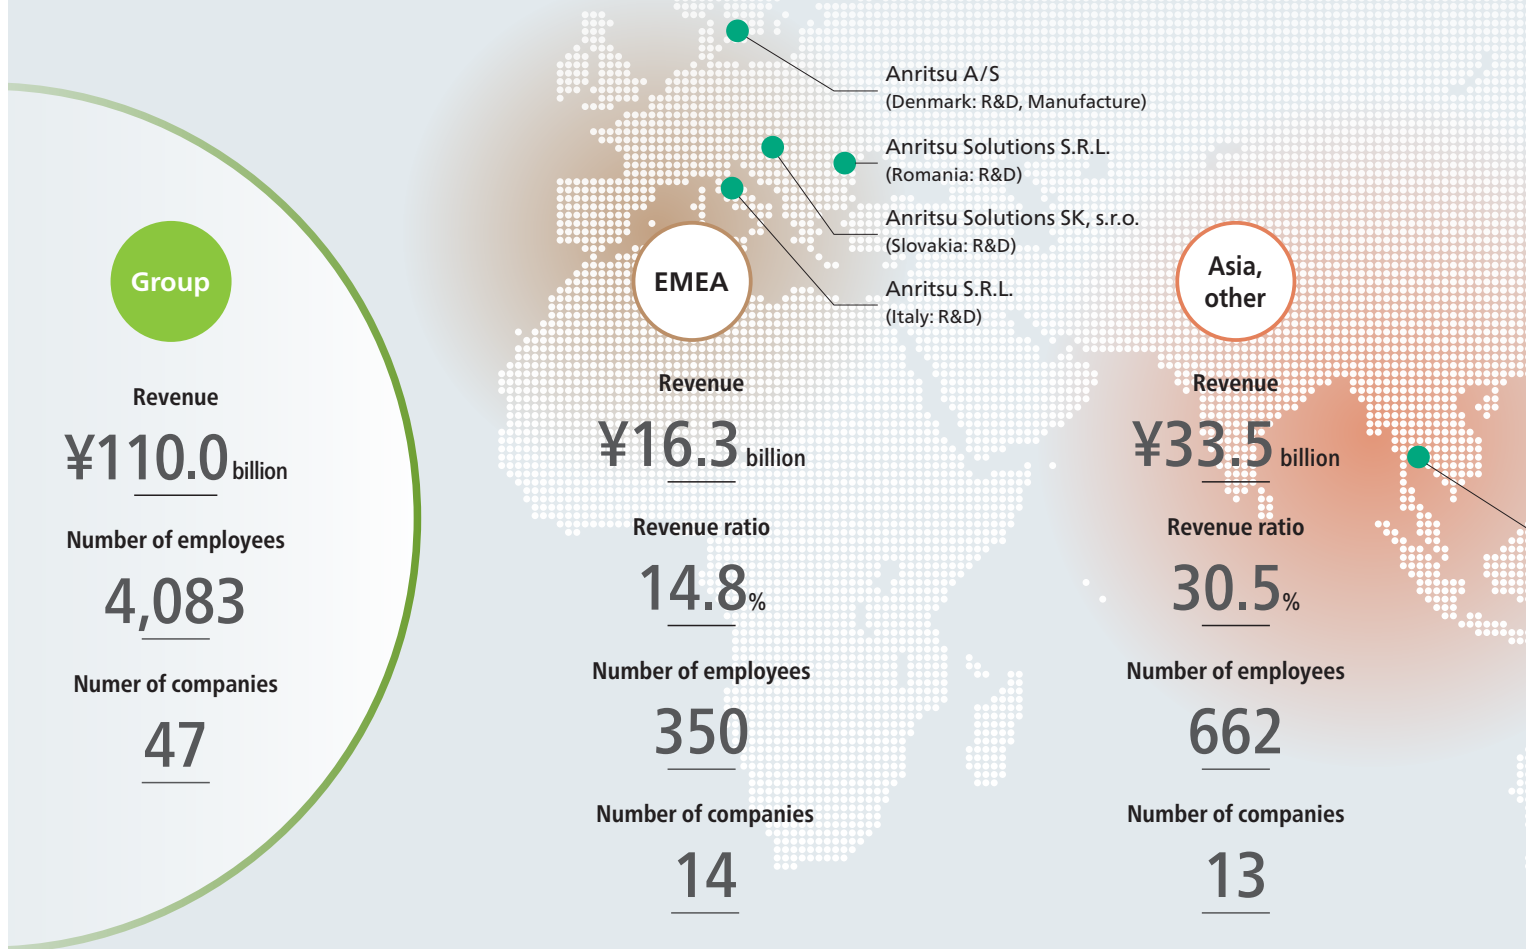 Group
Revenue
¥110.0 billion
Number of employees
4,083
Numer of companies
47
Anritsu A/S
(Denmark: R&D, Manufacture)
Anritsu Solutions S.R.L.
(Romania: R&D)
Anritsu Solutions SK, s.r.o.
(Slovakia: R&D)
Anritsu S.R.L.
(Italy: R&D)
EMEA
Revenue
¥16.3 billion
Revenue ratio
14.8%
Number of employees
350
Number of companies
14
Asia,
other
Revenue
¥33.5 billion
Revenue ratio
30.5%
Number of employees
662
Number of companies
13